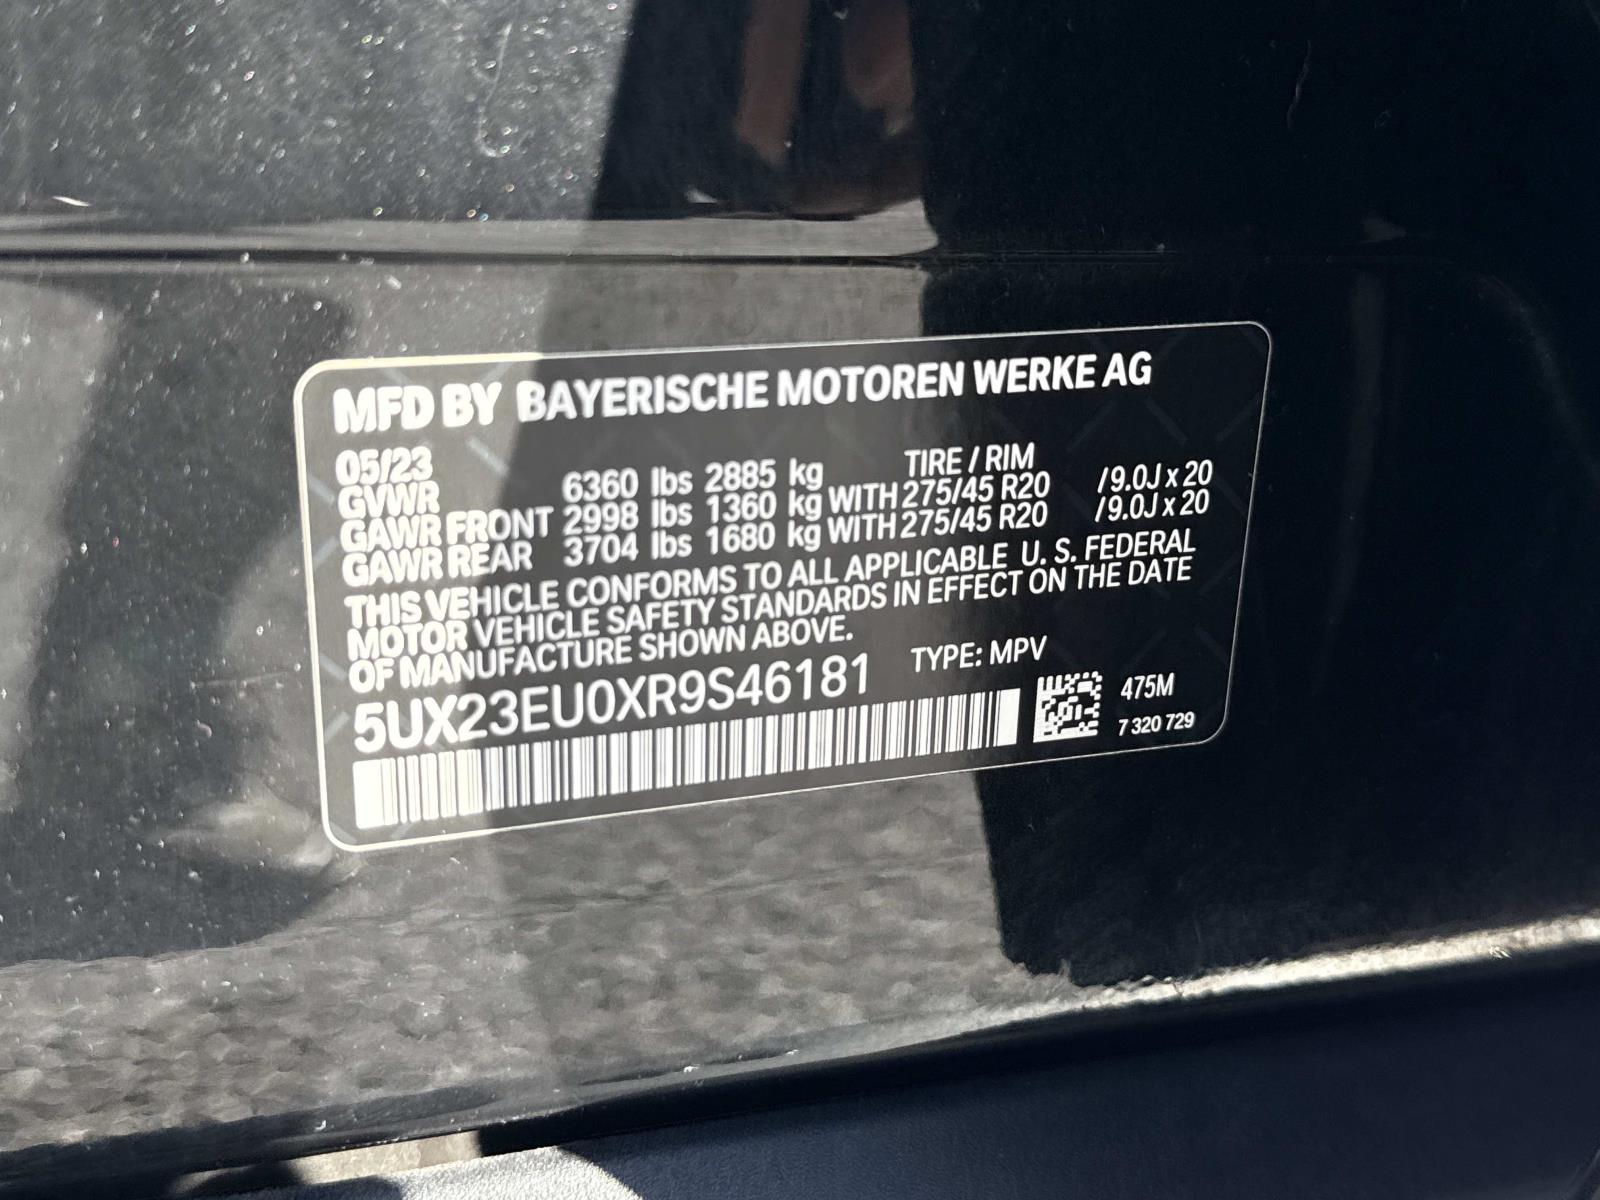 MFD BY BAYERISCHE MOTOREN WERKE AG
05/23 TIRE / RIM
GVWR 6360 lbs 2885 kg
GAWR FRONT 2998 lbs 1360 kg WITH 275/45 R20 /9.0J x 20
GAWR REAR 3704 lbs 1680 kg WITH 275/45 R20 /9.0J x 20
THIS VEHICLE CONFORMS TO ALL APPLICABLE U. S. FEDERAL
MOTOR VEHICLE SAFETY STANDARDS IN EFFECT ON THE DATE
OF MANUFACTURE SHOWN ABOVE.
5UX23EU0XR9S46181 TYPE: MPV
475M
7 320 729